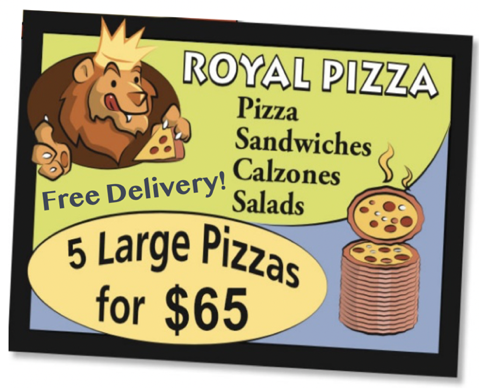 ROYAL PIZZA
Pizza
Sandwiches
Calzones
Salads
Free Delivery!
5 Large Pizzas
for $65